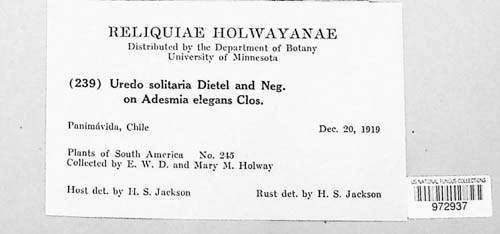 RELIQUIAE HOLWAYANAE
Distributed by the Department of Botany
University of Minnesota
(239) Uredo solitaria Dietel and Neg.
on Adesmia elegans Clos.
Panimávida, Chile Dec. 20, 1919
Plants of South America No. 245
Collected by E. W. D. and Mary M. Holway
Host det. by H. S. Jackson Rust det. by H. S. Jackson
US NATIONAL FUNGUS COLLECTIONS
972937